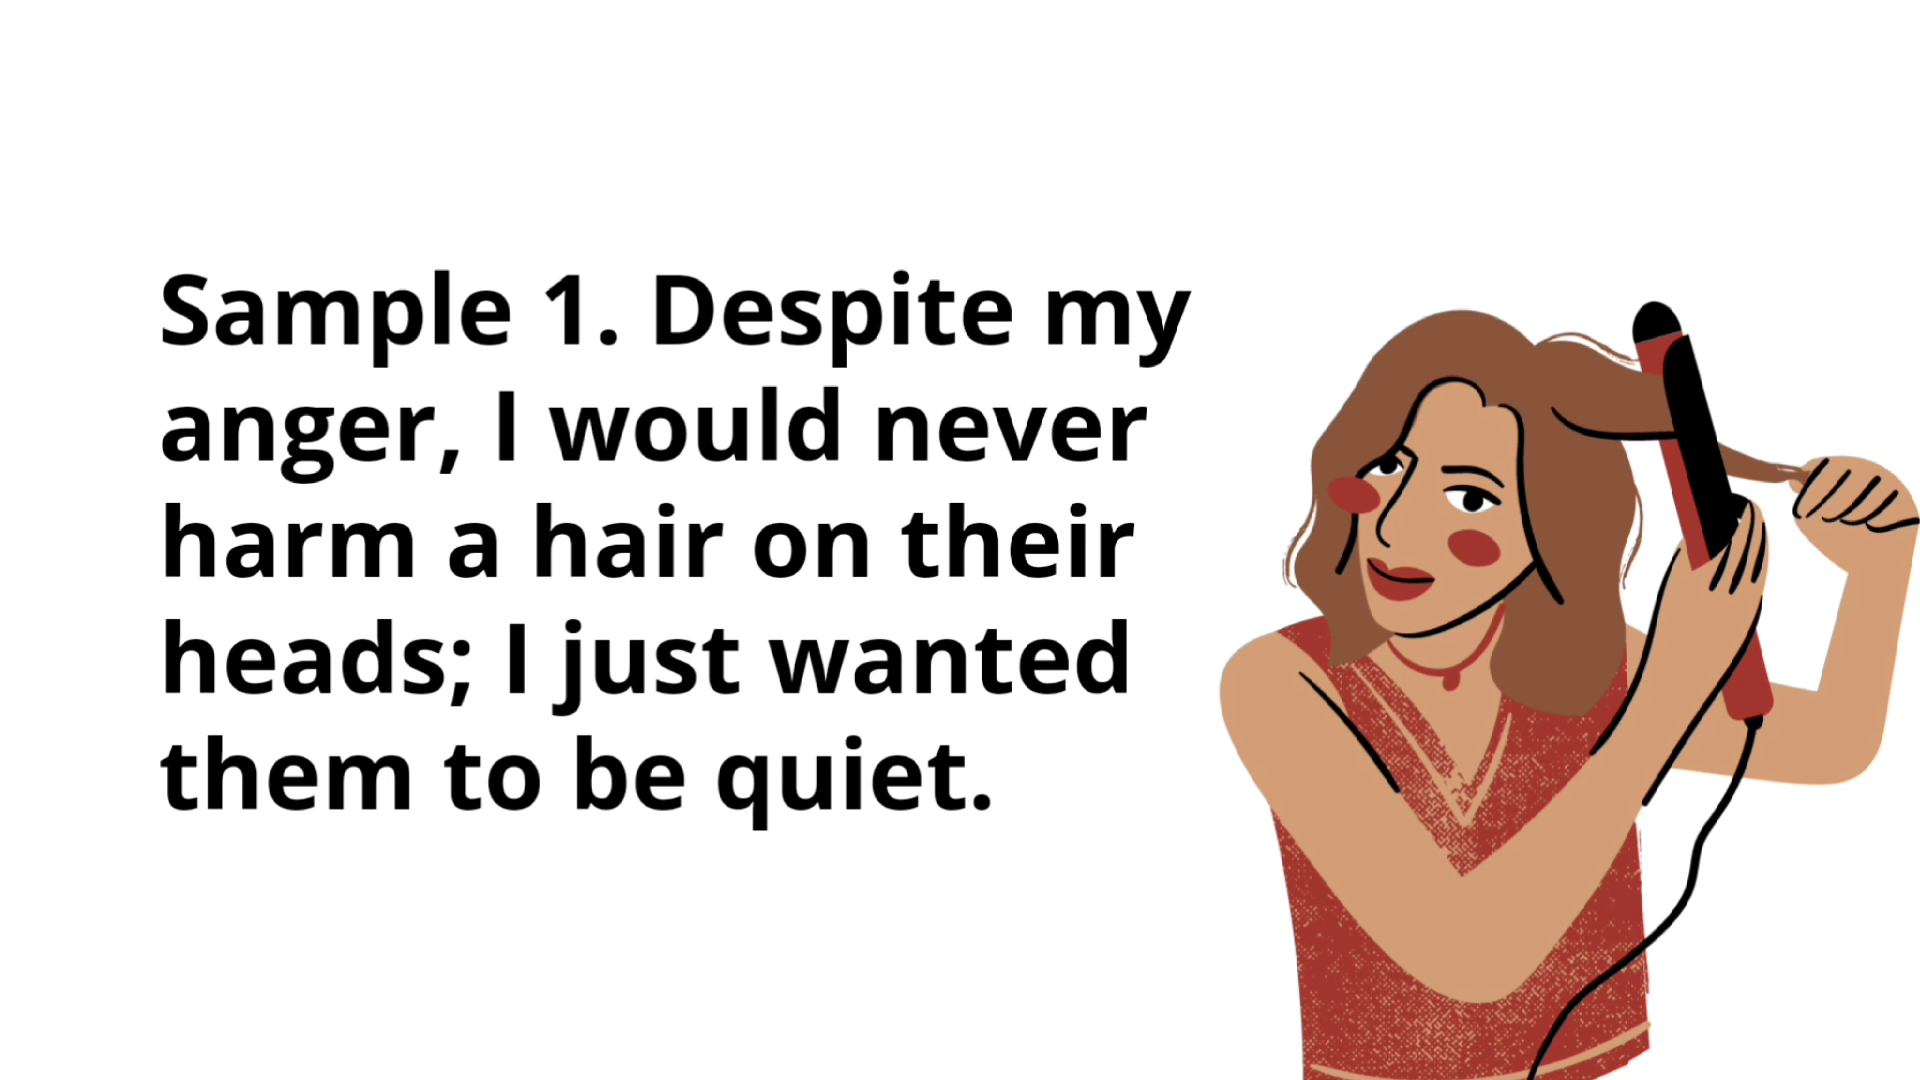 Sample 1. Despite my
anger, I would never
harm a hair on their
heads; I just wanted
them to be quiet.